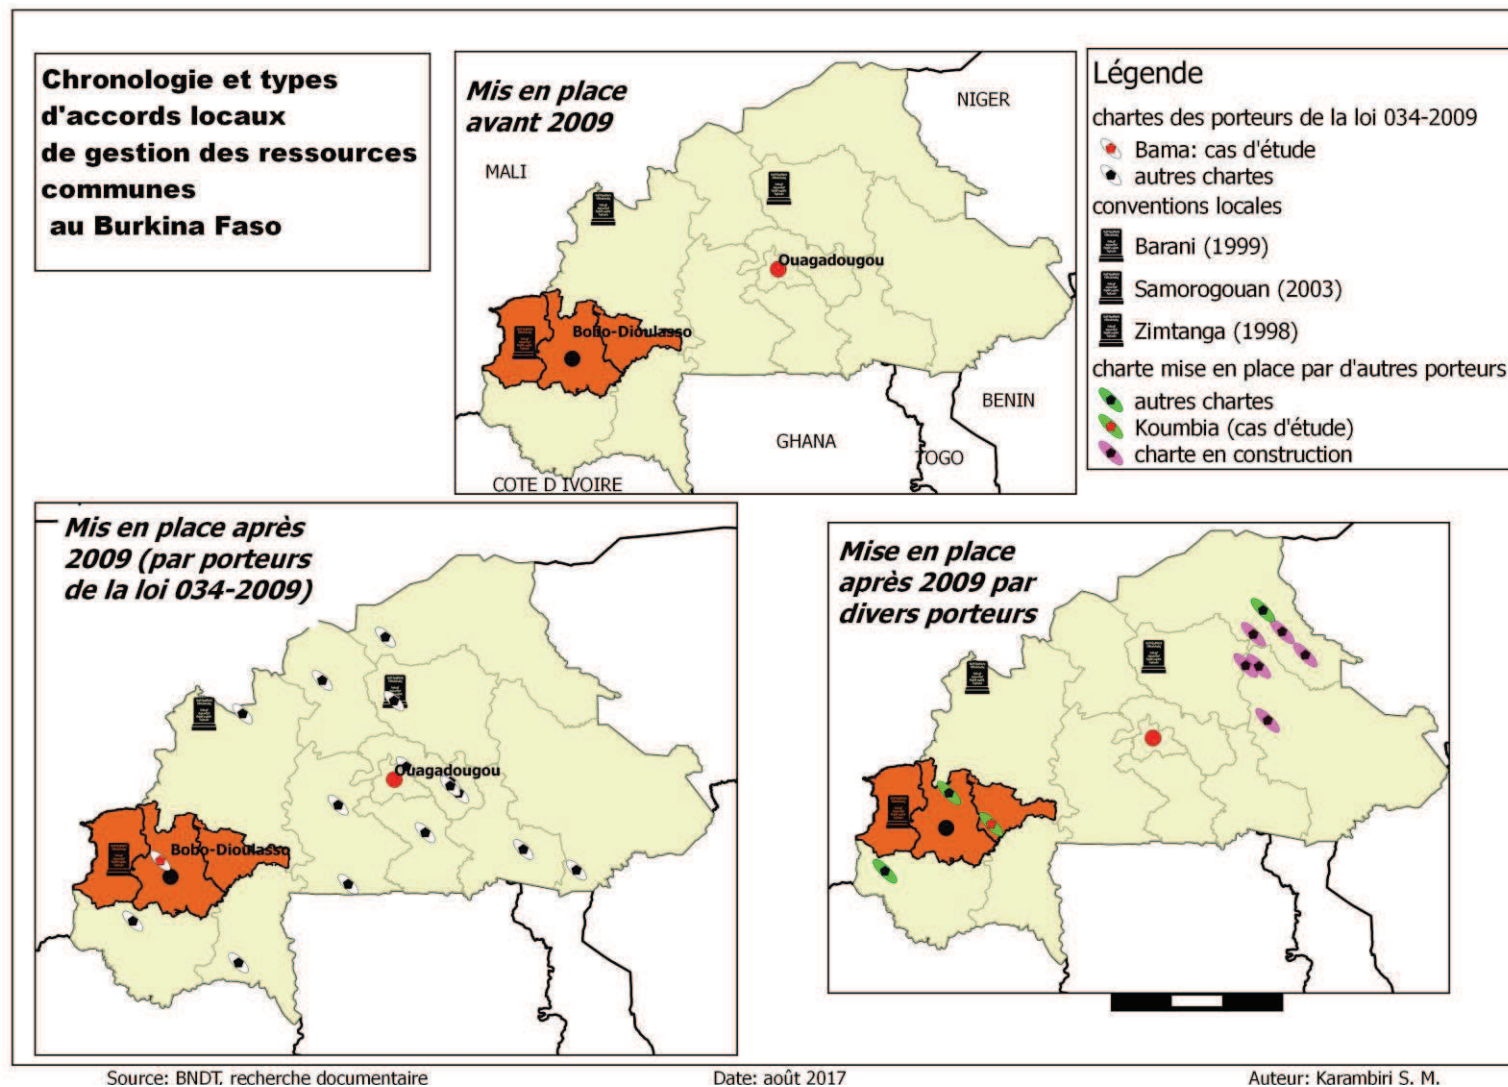 Chronologie et types
d'accords locaux
de gestion des ressources
communes
au Burkina Faso
Mis en place
avant 2009
NIGER
MALI
Ouagadougou
Bobo-Dioulasso
BENIN
GHANA
TOGO
COTE D IVOIRE
Légende
chartes des porteurs de la loi 034-2009
Bama: cas d'étude
autres chartes
conventions locales
Barani (1999)
Samorogouan (2003)
Zimtanga (1998)
charte mise en place par d'autres porteurs
autres chartes
Koumbia (cas d'étude)
charte en construction
Mis en place après
2009 (par porteurs
de la loi 034-2009)
Ouagadougou
Bobo-Dioulasso
Mise en place
après 2009 par
divers porteurs
Source: BNDT, recherche documentaire
Date: août 2017
Auteur: Karambiri S. M.